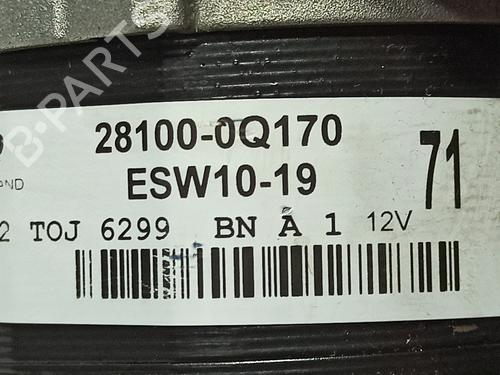 28100-0Q170
ESW10-19
71
2 TOJ 6299 BN A 1 12V
B-PARTS